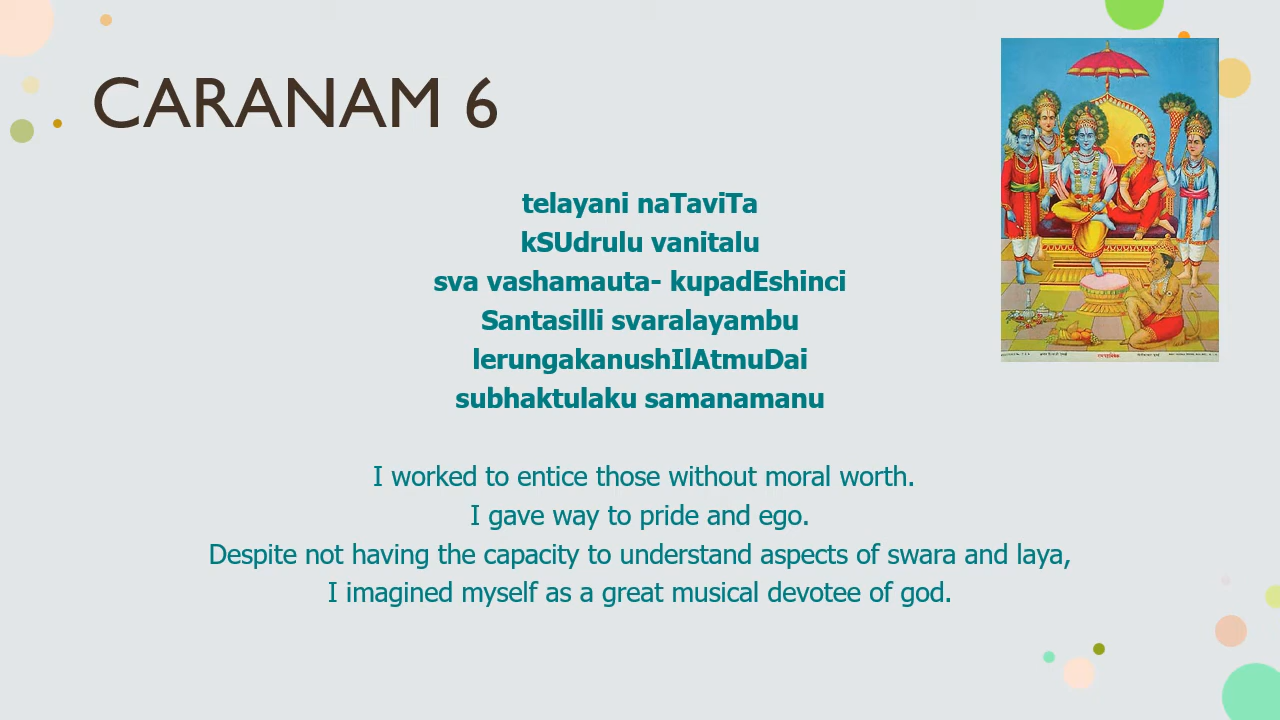 CARANAM 6
telayani naTaviTa
kSUdrulu vanitalu
sva vashamauta- kupadEshinci
Santasilli svaralayambu
lerungakanushIlAtmuDai
subhaktulaku samanamanu
I worked to entice those without moral worth.
I gave way to pride and ego.
Despite not having the capacity to understand aspects of swara and laya,
I imagined myself as a great musical devotee of god.